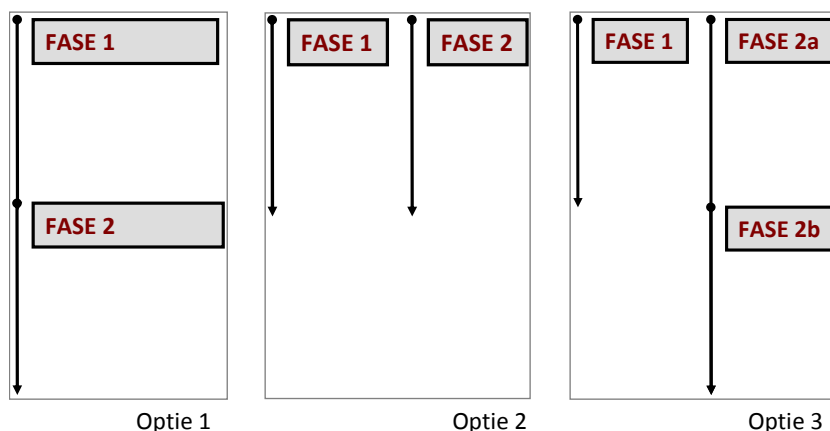 FASE 1
FASE 2
Optie 1
FASE 1
FASE 2
Optie 2
FASE 1
FASE 2a
FASE 2b
Optie 3